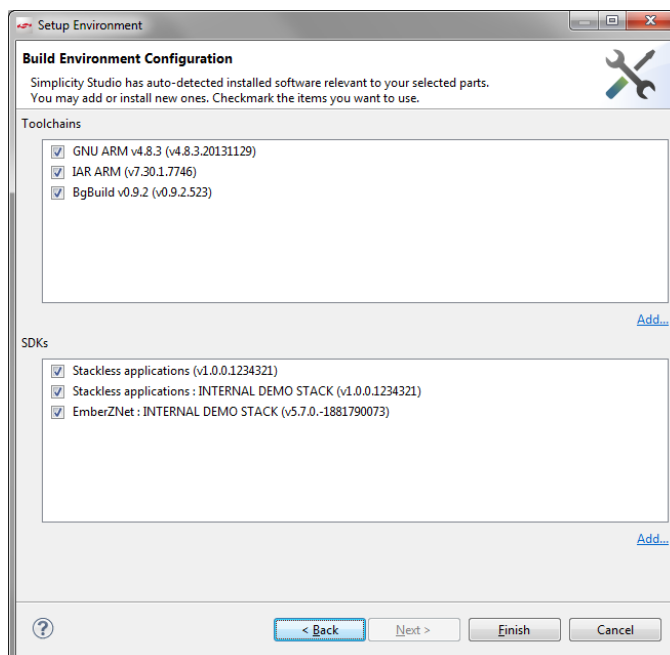 Setup Environment
Build Environment Configuration
Simplicity Studio has auto-detected installed software relevant to your selected parts.
You may add or install new ones. Checkmark the items you want to use.
Toolchains
GNU ARM v4.8.3 (v4.8.3.20131129)
IAR ARM (v7.30.1.7746)
BgBuild v0.9.2 (v0.9.2.523)
Add...
SDKs
Stackless applications (v1.0.0.1234321)
Stackless applications : INTERNAL DEMO STACK (v1.0.0.1234321)
EmberZNet : INTERNAL DEMO STACK (v5.7.0.-1881790073)
Add...
?
< Back
Next >
Finish
Cancel